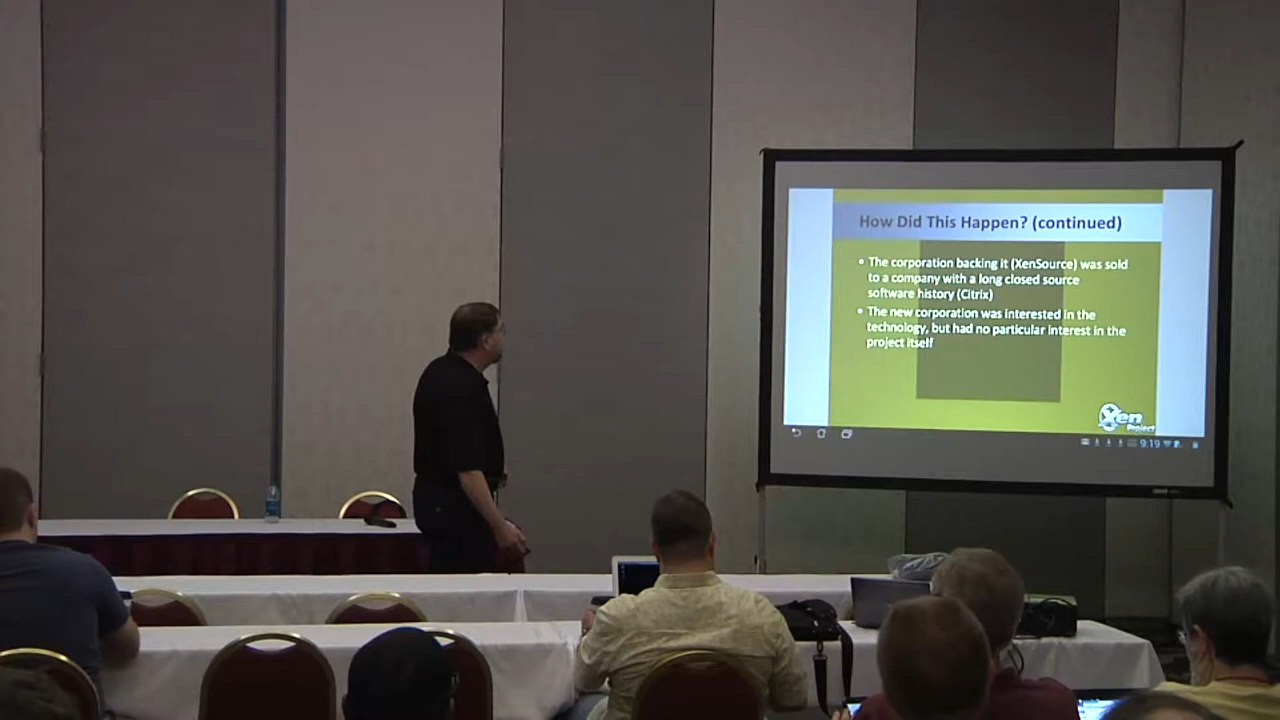 How Did This Happen? (continued)
• The corporation backing it (XenSource) was sold
to a company with a long closed source
software history (Citrix)
• The new corporation was interested in the
technology, but had no particular interest in the
project itself
Xen
Project
9:19